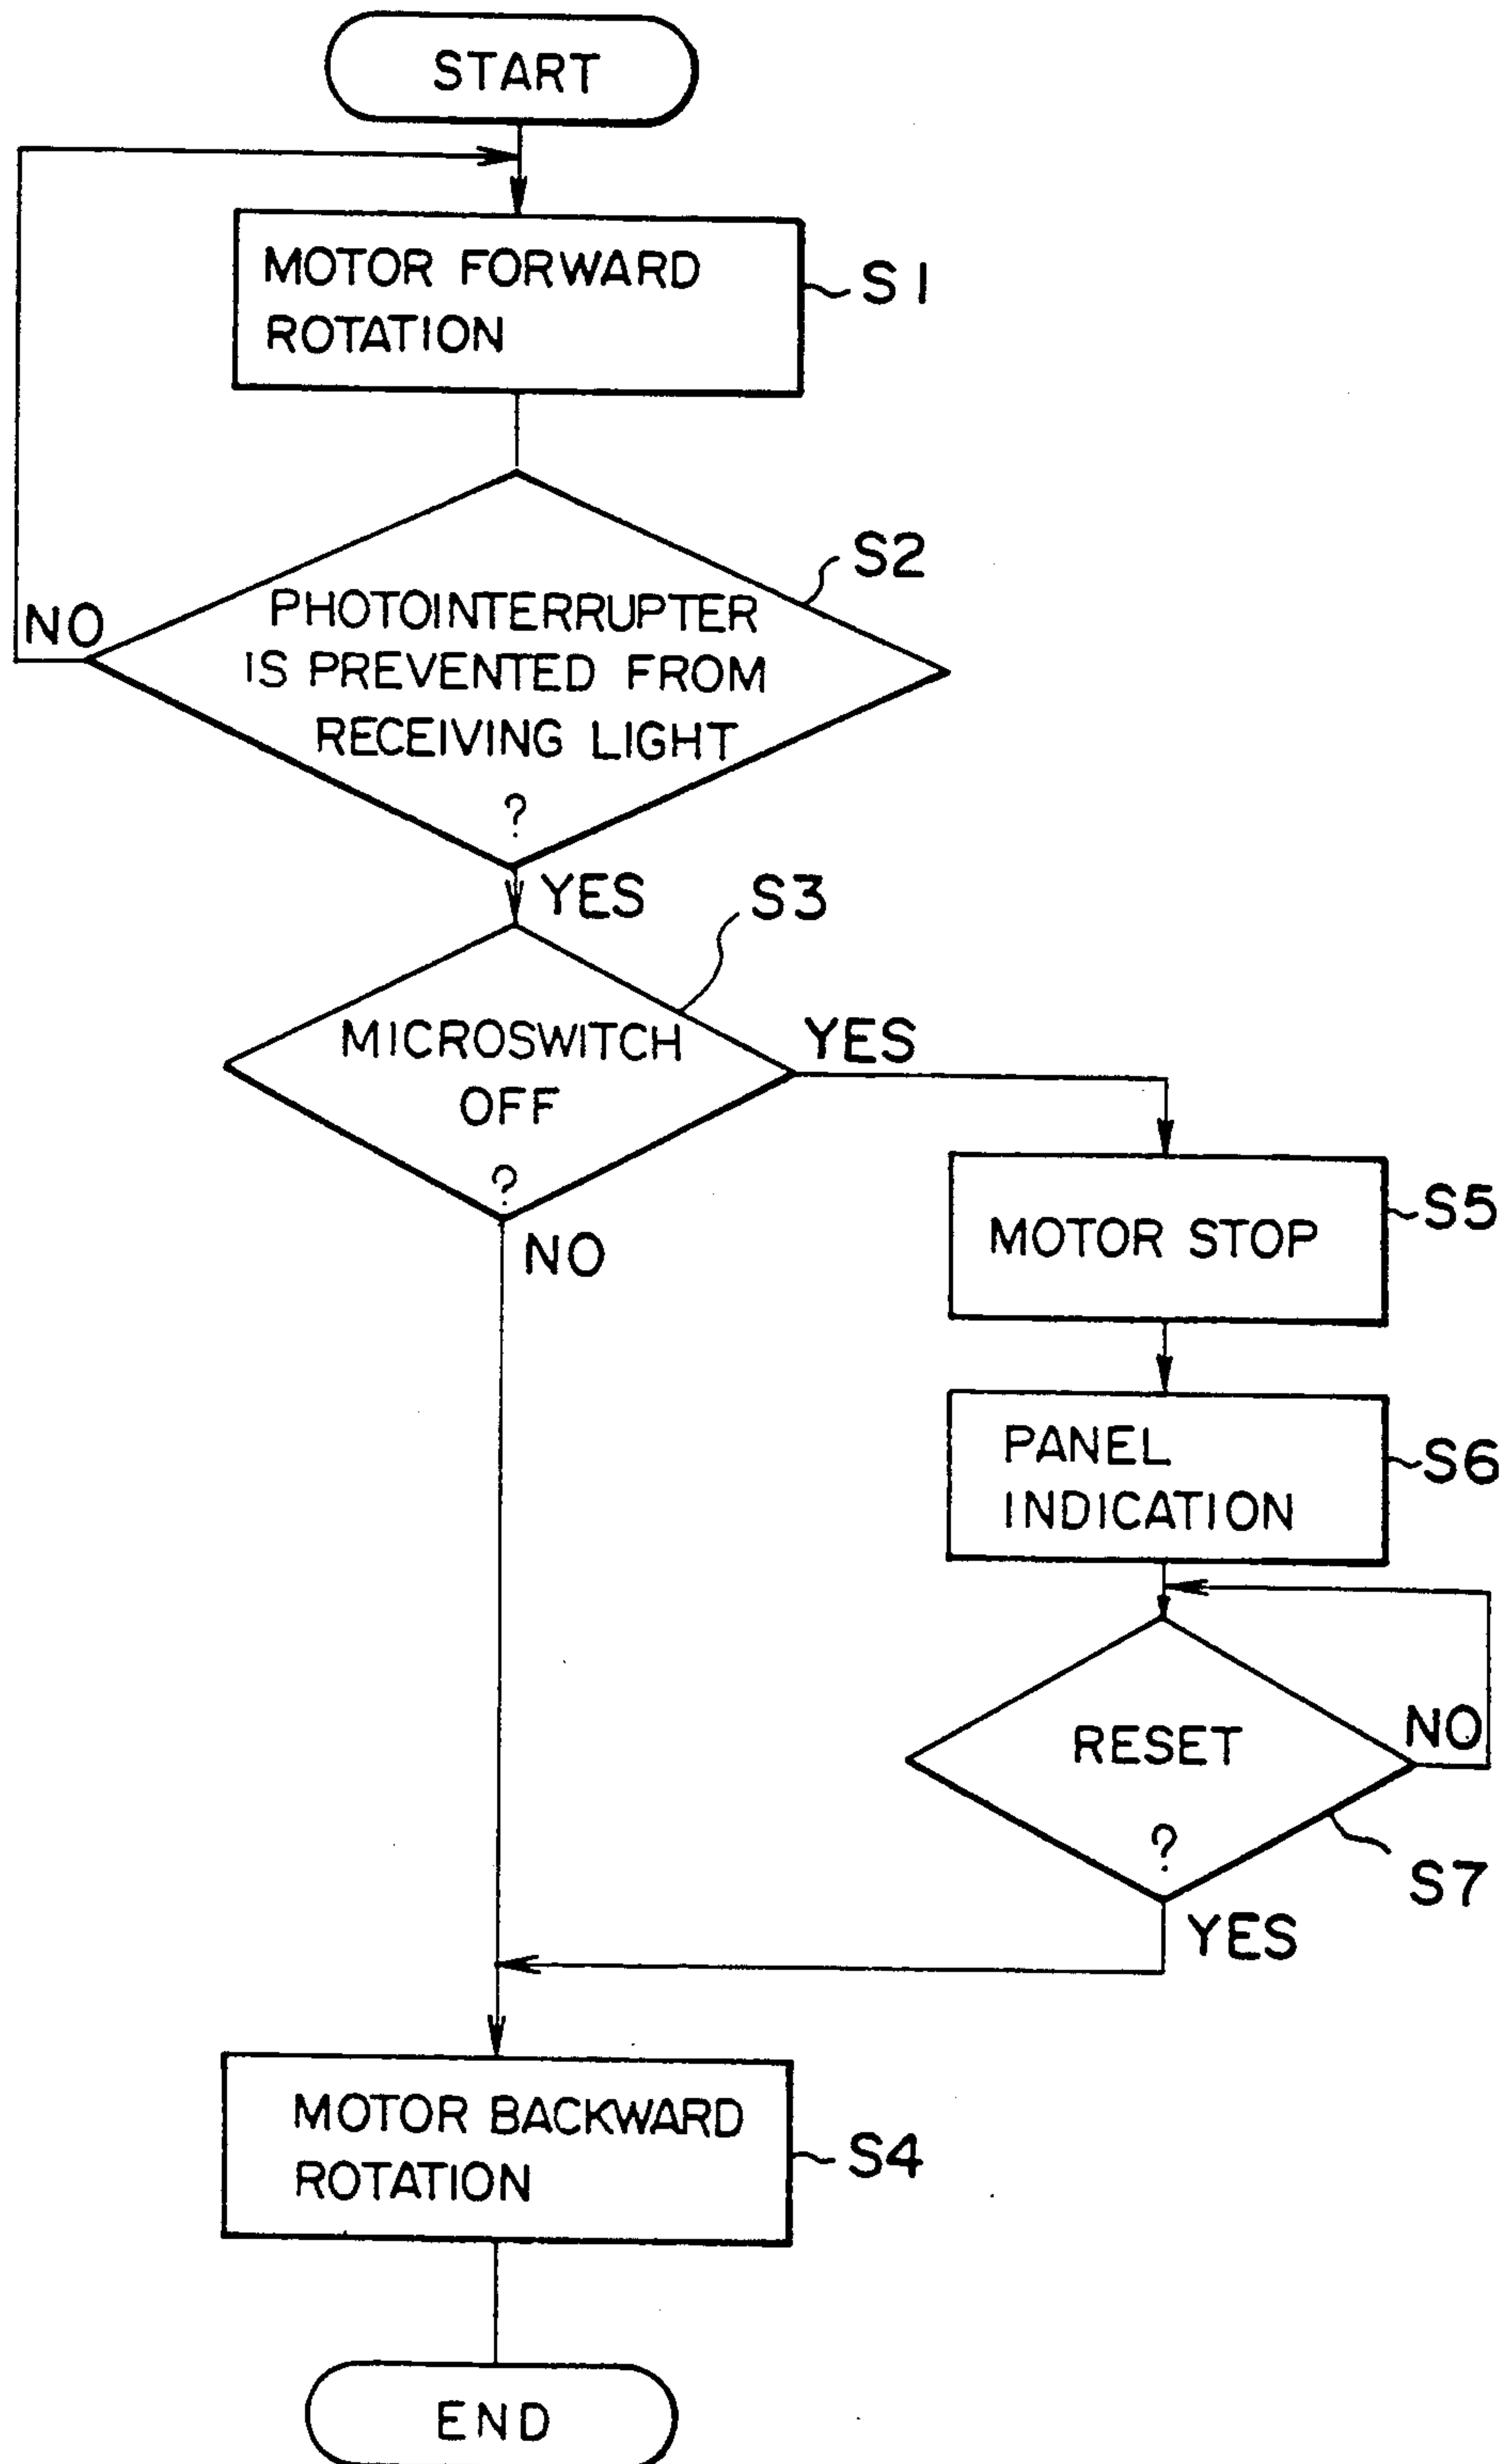 START
MOTOR FORWARD
ROTATION
S1
S2
NO
PHOTOINTERRUPTER
IS PREVENTED FROM
RECEIVING LIGHT
?
YES
S3
MICROSWITCH
OFF
?
YES
NO
MOTOR STOP
S5
PANEL
INDICATION
S6
RESET
?
NO
S7
YES
MOTOR BACKWARD
ROTATION
S4
END